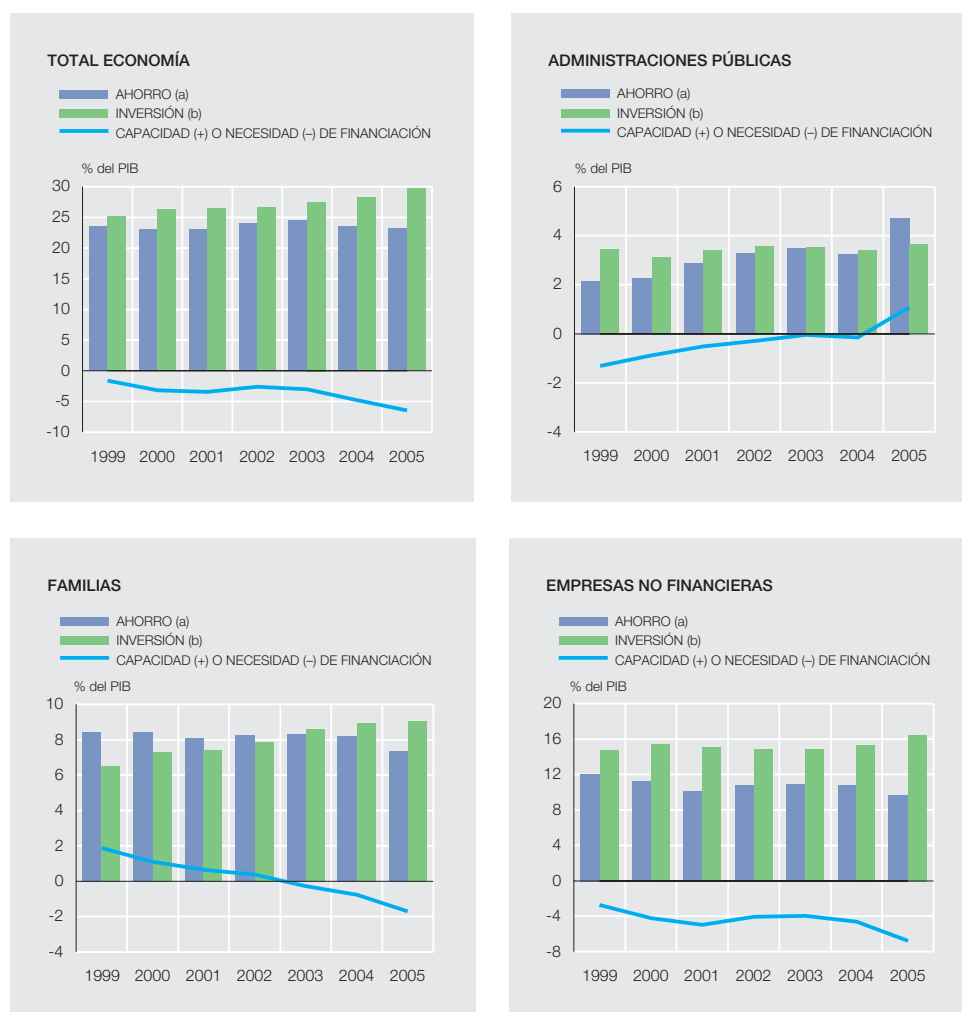 TOTAL ECONOMÍA
AHORRO (a)
INVERSIÓN (b)
CAPACIDAD (+) O NECESIDAD (–) DE FINANCIACIÓN
% del PIB
30
25
20
15
10
5
0
-5
-10
1999 2000 2001 2002 2003 2004 2005
ADMINISTRACIONES PÚBLICAS
AHORRO (a)
INVERSIÓN (b)
CAPACIDAD (+) O NECESIDAD (–) DE FINANCIACIÓN
% del PIB
6
4
2
0
-2
-4
1999 2000 2001 2002 2003 2004 2005
FAMILIAS
AHORRO (a)
INVERSIÓN (b)
CAPACIDAD (+) O NECESIDAD (–) DE FINANCIACIÓN
% del PIB
10
8
6
4
2
0
-2
-4
1999 2000 2001 2002 2003 2004 2005
EMPRESAS NO FINANCIERAS
AHORRO (a)
INVERSIÓN (b)
CAPACIDAD (+) O NECESIDAD (–) DE FINANCIACIÓN
% del PIB
20
16
12
8
4
0
-4
-8
1999 2000 2001 2002 2003 2004 2005